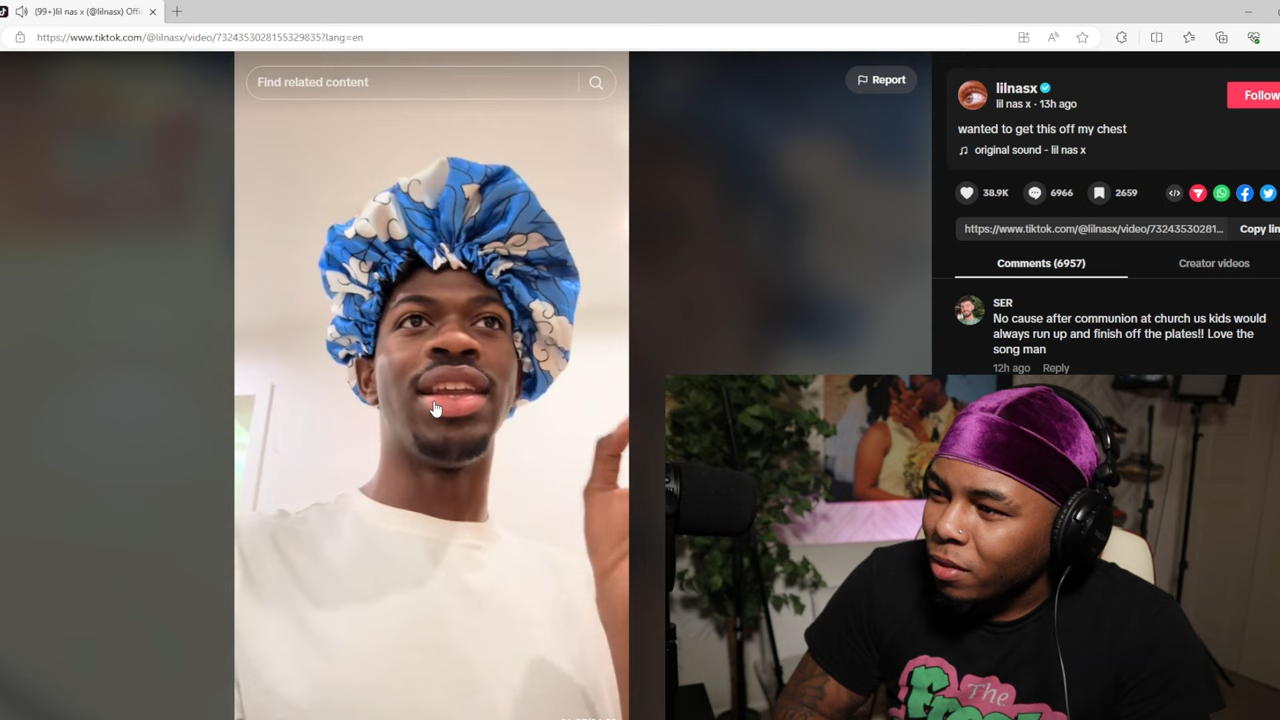 (99+)lil nas x (@lilnasx) Offi
https://www.tiktok.com/@lilnasx/video/7324353028155329835?lang=en
Find related content
Report
lilnasx
lil nas x · 13h ago
Follow
wanted to get this off my chest
original sound - lil nas x
38.9K
6966
2659
https://www.tiktok.com/@lilnasx/video/73243530281...
Copy lin
Comments (6957)
Creator videos
SER
No cause after communion at church us kids would
always run up and finish off the plates!! Love the
song man
12h ago
Reply
The